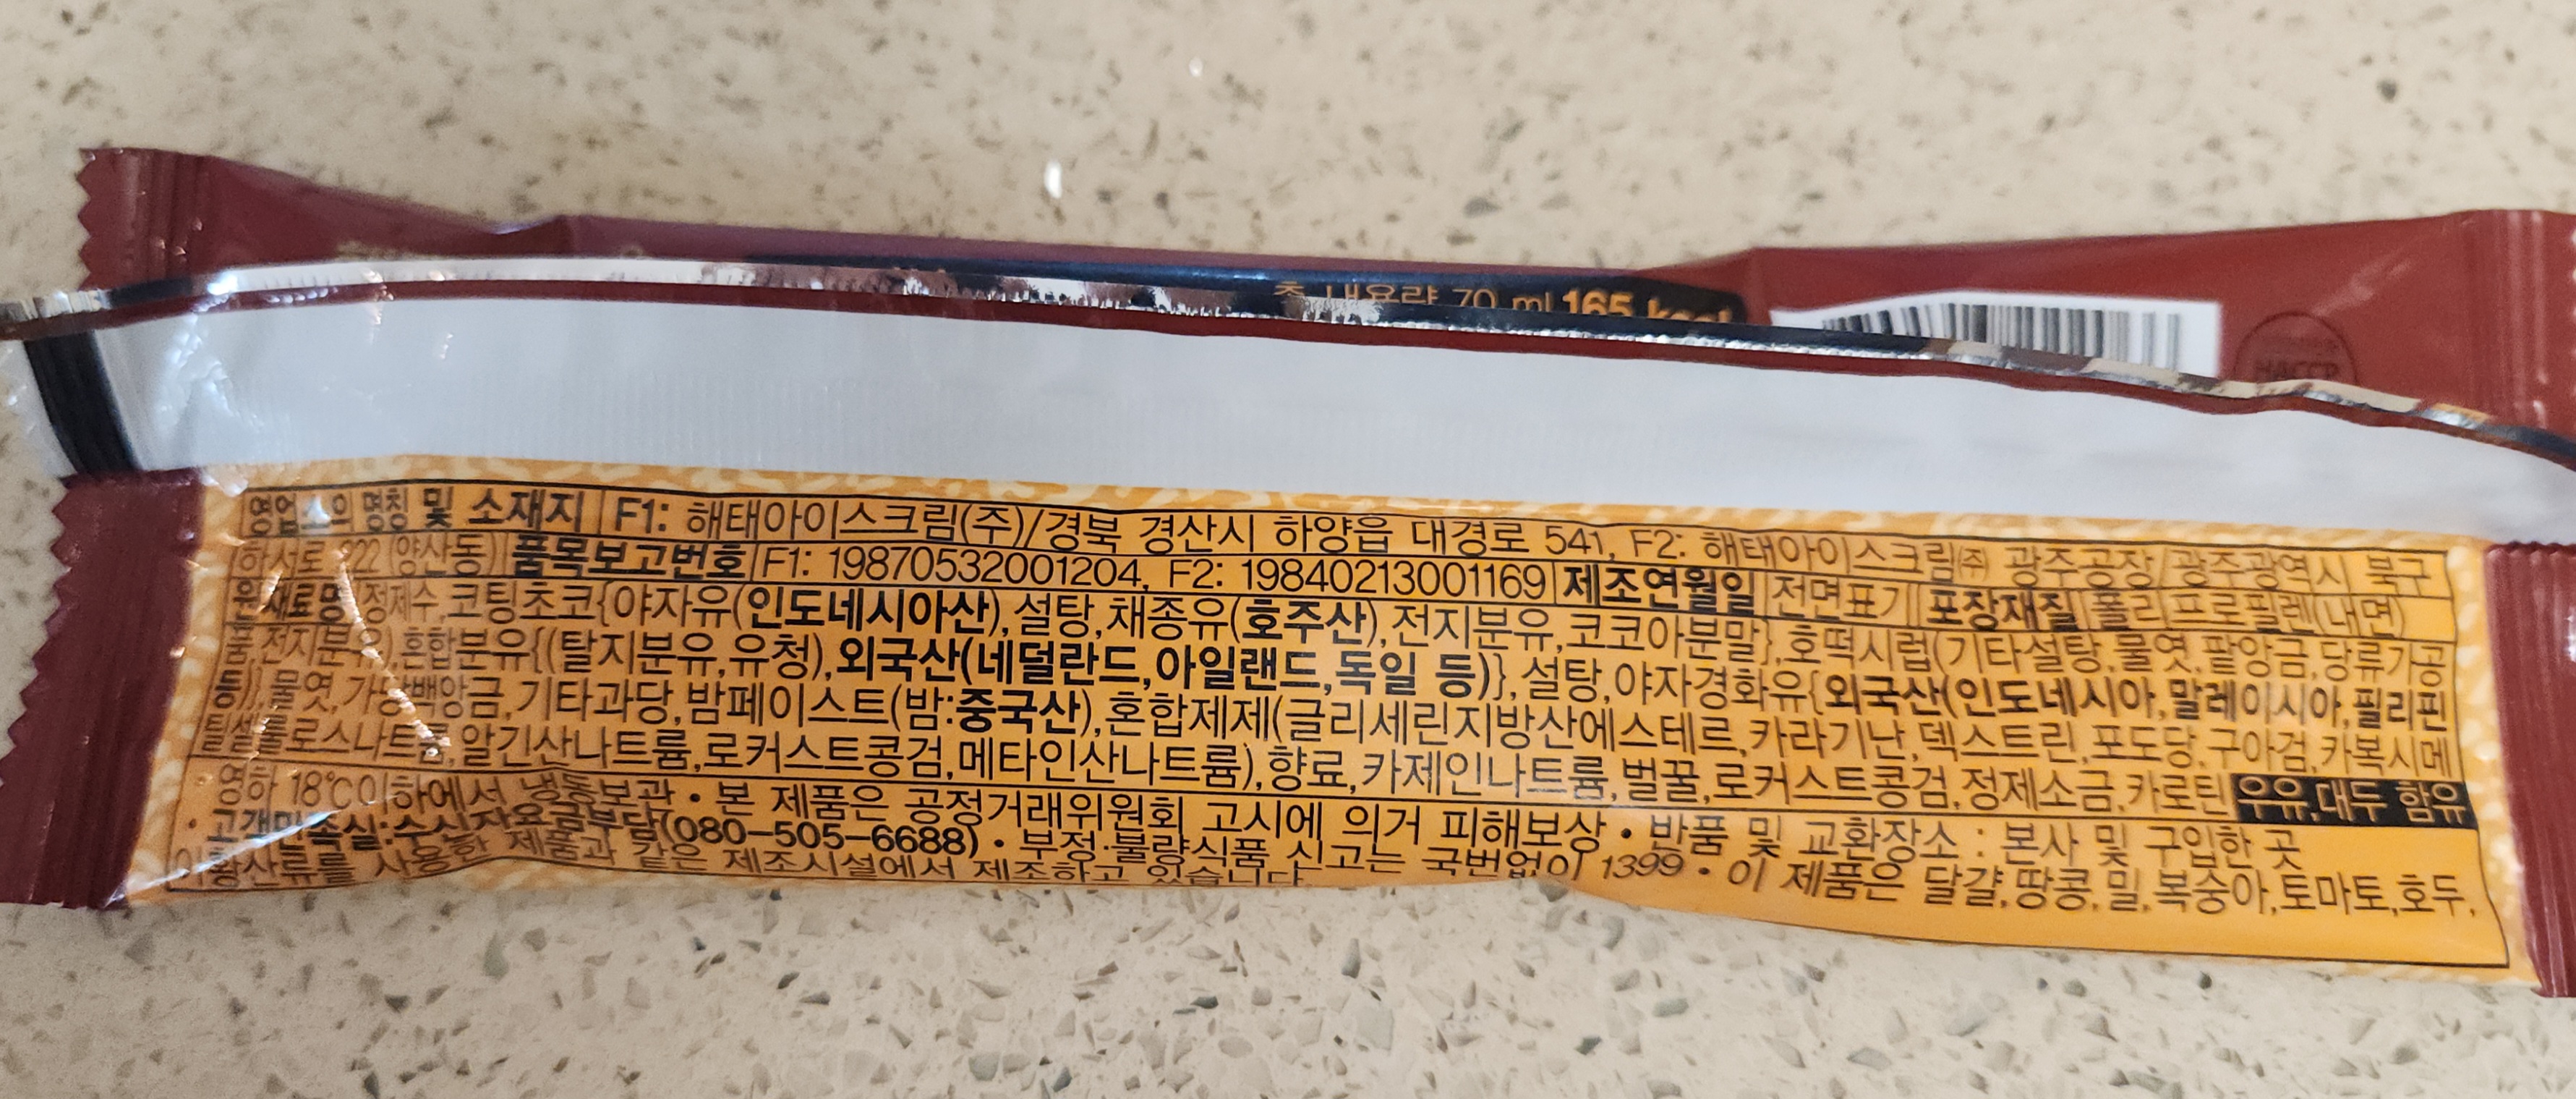 총 내용량 70 ml 165 kcal
HACCP
영업소의 명칭 및 소재지 F1: 해태아이스크림(주)/경북 경산시 하양읍 대경로 541, F2: 해태아이스크림㈜ 광주공장/광주광역시 북구
하서로 (양산동) 품목보고번호 F1: 19870532001204, F2: 19840213001169 제조연월일 전면표기 포장재질 폴리프로필렌(내면)
원재료명 정제수,코팅초코{야자유(인도네시아산),설탕,채종유(호주산),전지분유,코코아분말},호떡시럽(기타설탕,물엿,팥앙금,당류가공
품,전지분유),혼합분유{(탈지분유,유청),외국산(네덜란드,아일랜드,독일 등)},설탕,야자경화유{외국산(인도네시아,말레이시아,필리핀
등)},물엿,가당백앙금,기타과당,밤페이스트(밤:중국산),혼합제제(글리세린지방산에스테르,카라기난,덱스트린,포도당,구아검,카복시메
틸셀룰로스나트륨,알긴산나트륨,로커스트콩검,메타인산나트륨),향료,카제인나트륨,벌꿀,로커스트콩검,정제소금,카로틴 우유,대두 함유
영하 18℃이하에서 냉동보관 • 본 제품은 공정거래위원회 고시에 의거 피해보상 • 반품 및 교환장소 : 본사 및 구입한 곳
• 고객만족실:수신자요금부담(080-505-6688) • 부정·불량식품 신고는 국번없이 1399 • 이 제품은 달걀,땅콩,밀,복숭아,토마토,호두,
이황산류를 사용한 제품과 같은 제조시설에서 제조하고 있습니다.